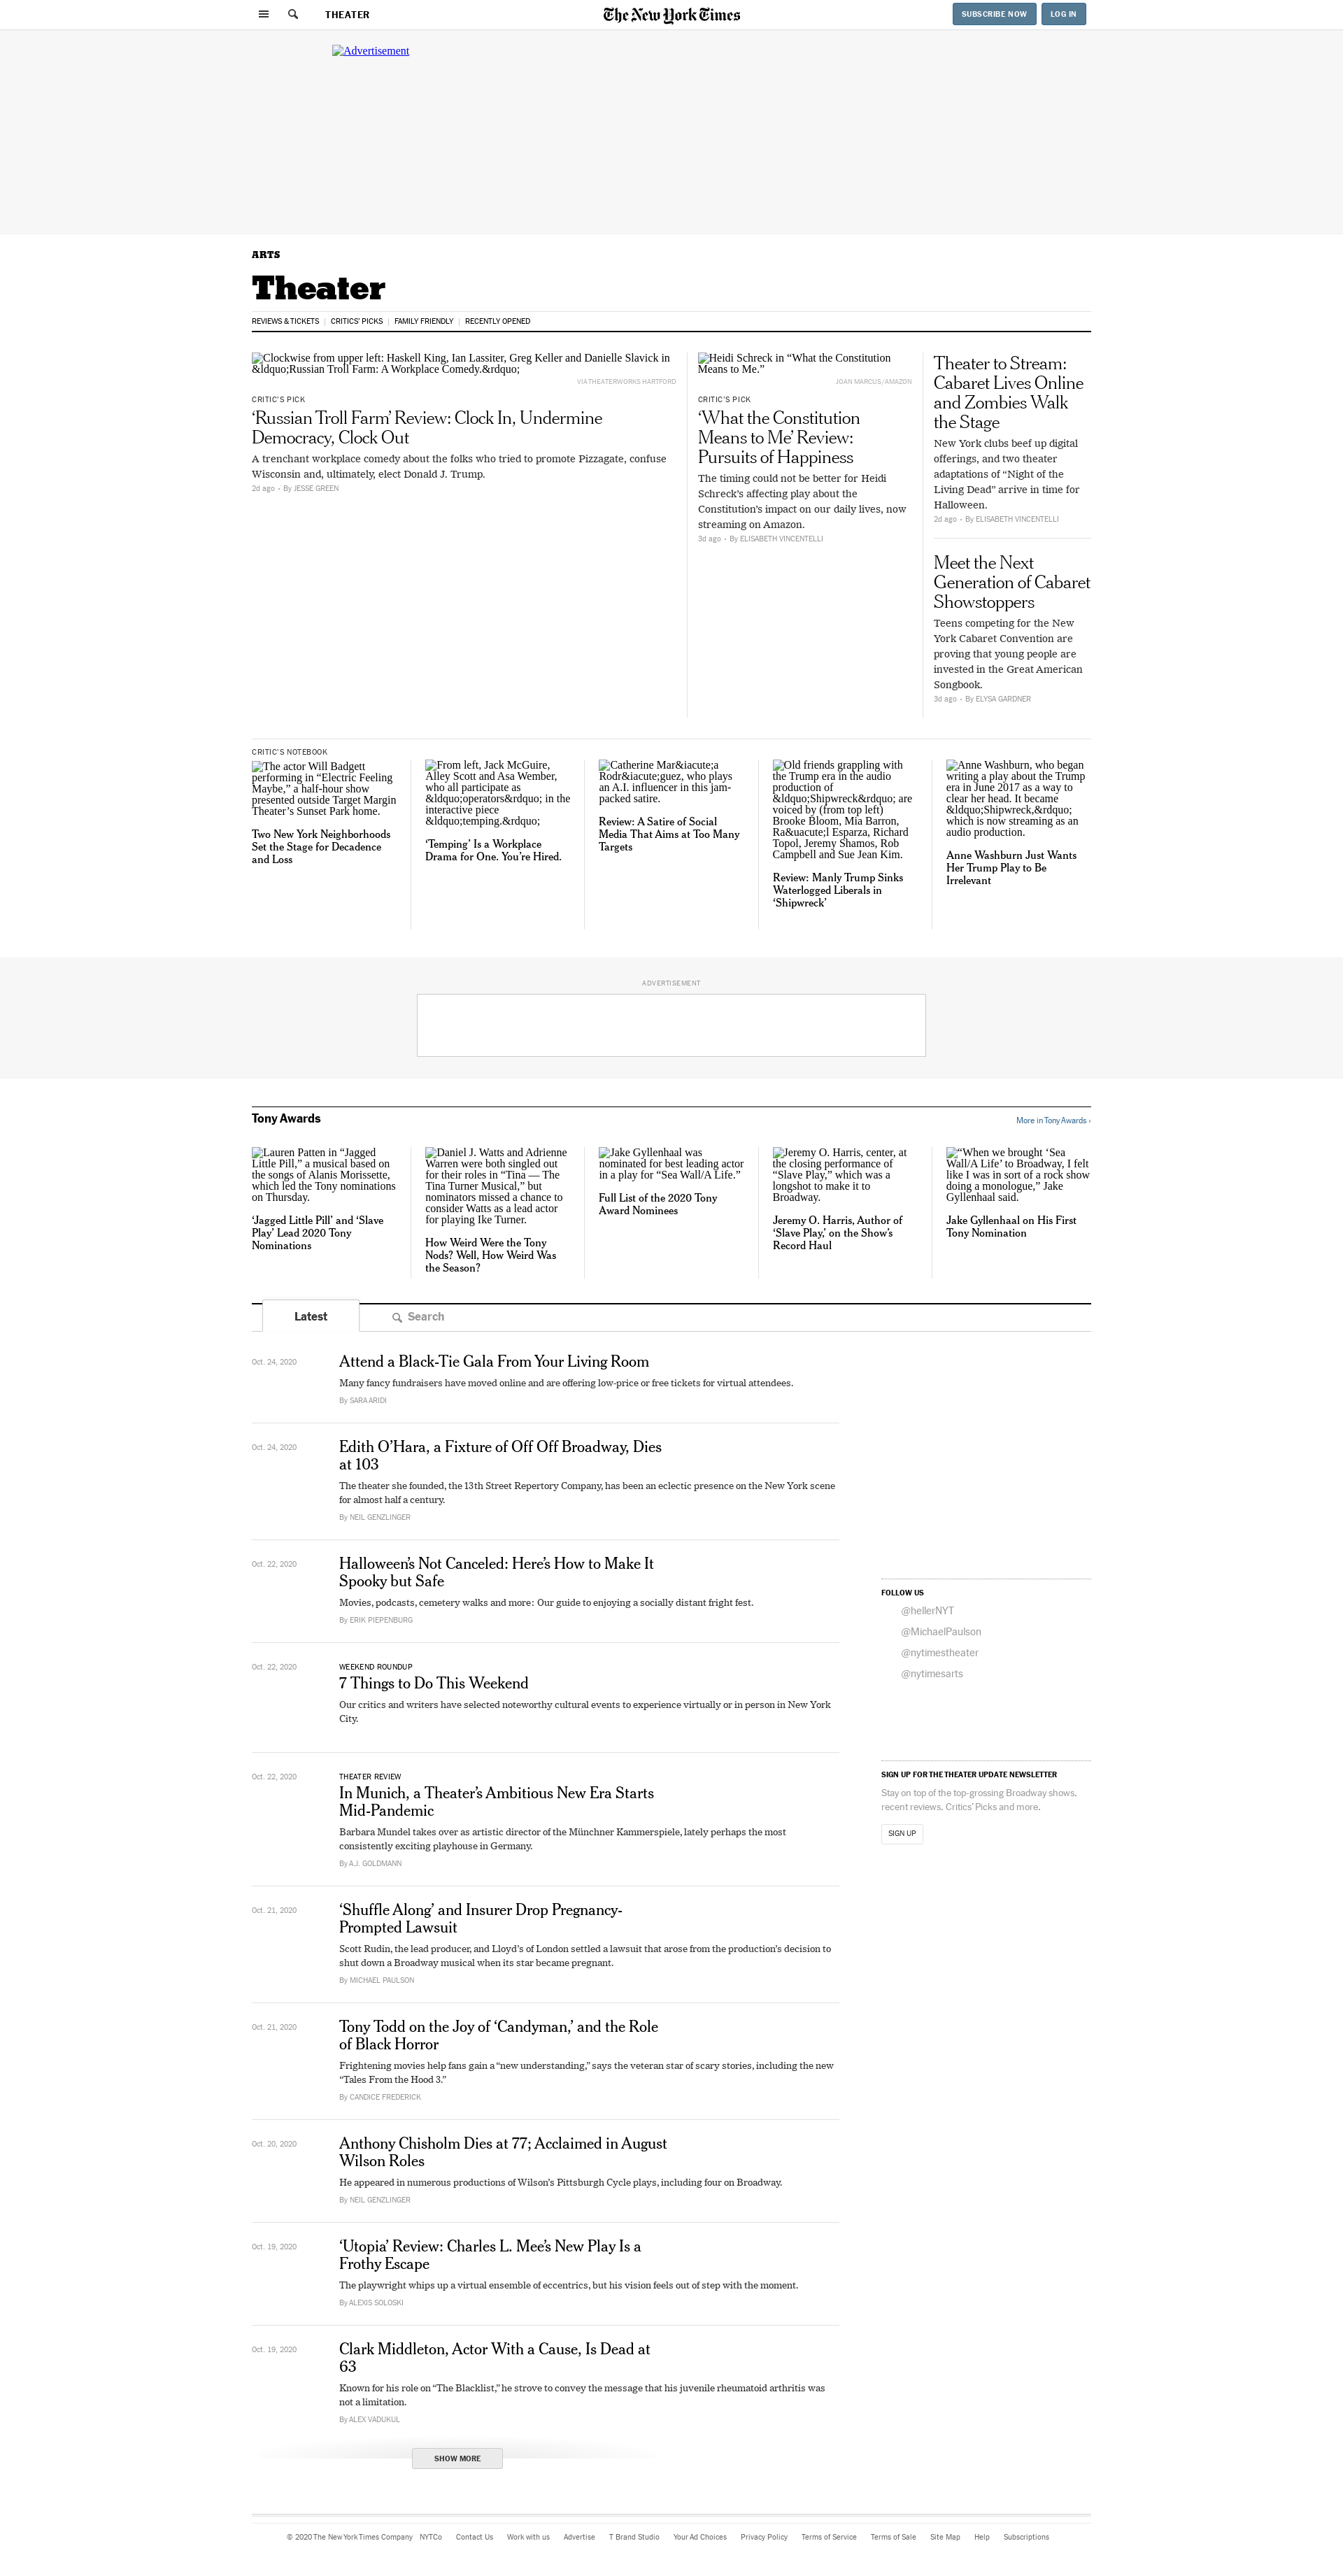 THEATER
The New York Times
SUBSCRIBE NOW
LOG IN
Advertisement
ARTS
Theater
REVIEWS & TICKETS
CRITICS' PICKS
FAMILY FRIENDLY
RECENTLY OPENED
Clockwise from upper left: Haskell King, Ian Lassiter, Greg Keller and Danielle Slavick in
&ldquo;Russian Troll Farm: A Workplace Comedy.&rdquo;
VIA THEATERWORKS HARTFORD
CRITIC'S PICK
‘Russian Troll Farm’ Review: Clock In, Undermine
Democracy, Clock Out
A trenchant workplace comedy about the folks who tried to promote Pizzagate, confuse
Wisconsin and, ultimately, elect Donald J. Trump.
2d ago · By JESSE GREEN
Heidi Schreck in “What the Constitution
Means to Me.”
JOAN MARCUS/AMAZON
CRITIC'S PICK
‘What the Constitution
Means to Me’ Review:
Pursuits of Happiness
The timing could not be better for Heidi
Schreck’s affecting play about the
Constitution’s impact on our daily lives, now
streaming on Amazon.
3d ago · By ELISABETH VINCENTELLI
Theater to Stream:
Cabaret Lives Online
and Zombies Walk
the Stage
New York clubs beef up digital
offerings, and two theater
adaptations of “Night of the
Living Dead” arrive in time for
Halloween.
2d ago · By ELISABETH VINCENTELLI
Meet the Next
Generation of Cabaret
Showstoppers
Teens competing for the New
York Cabaret Convention are
proving that young people are
invested in the Great American
Songbook.
3d ago · By ELYSA GARDNER
CRITIC'S NOTEBOOK
The actor Will Badgett
performing in “Electric Feeling
Maybe,” a half-hour show
presented outside Target Margin
Theater’s Sunset Park home.
Two New York Neighborhoods
Set the Stage for Decadence
and Loss
From left, Jack McGuire,
Alley Scott and Asa Wember,
who all participate as
&ldquo;operators&rdquo; in the
interactive piece
&ldquo;temping.&rdquo;
‘Temping’ Is a Workplace
Drama for One. You’re Hired.
Catherine Mar&iacute;a
Rodr&iacute;guez, who plays
an A.I. influencer in this jam-
packed satire.
Review: A Satire of Social
Media That Aims at Too Many
Targets
Old friends grappling with
the Trump era in the audio
production of
&ldquo;Shipwreck&rdquo; are
voiced by (from top left)
Brooke Bloom, Mia Barron,
Ra&uacute;l Esparza, Richard
Topol, Jeremy Shamos, Rob
Campbell and Sue Jean Kim.
Review: Manly Trump Sinks
Waterlogged Liberals in
‘Shipwreck’
Anne Washburn, who began
writing a play about the Trump
era in June 2017 as a way to
clear her head. It became
&ldquo;Shipwreck,&rdquo;
which is now streaming as an
audio production.
Anne Washburn Just Wants
Her Trump Play to Be
Irrelevant
ADVERTISEMENT
Tony Awards
More in Tony Awards ›
Lauren Patten in “Jagged
Little Pill,” a musical based on
the songs of Alanis Morissette,
which led the Tony nominations
on Thursday.
‘Jagged Little Pill’ and ‘Slave
Play’ Lead 2020 Tony
Nominations
Daniel J. Watts and Adrienne
Warren were both singled out
for their roles in “Tina — The
Tina Turner Musical,” but
nominators missed a chance to
consider Watts as a lead actor
for playing Ike Turner.
How Weird Were the Tony
Nods? Well, How Weird Was
the Season?
Jake Gyllenhaal was
nominated for best leading actor
in a play for “Sea Wall/A Life.”
Full List of the 2020 Tony
Award Nominees
Jeremy O. Harris, center, at
the closing performance of
“Slave Play,” which was a
longshot to make it to
Broadway.
Jeremy O. Harris, Author of
‘Slave Play,’ on the Show’s
Record Haul
“When we brought ‘Sea
Wall/A Life’ to Broadway, I felt
like I was in sort of a rock show
doing a monologue,” Jake
Gyllenhaal said.
Jake Gyllenhaal on His First
Tony Nomination
Latest
Search
Oct. 24, 2020
Attend a Black-Tie Gala From Your Living Room
Many fancy fundraisers have moved online and are offering low-price or free tickets for virtual attendees.
By SARA ARIDI
Oct. 24, 2020
Edith O’Hara, a Fixture of Off Off Broadway, Dies
at 103
The theater she founded, the 13th Street Repertory Company, has been an eclectic presence on the New York scene
for almost half a century.
By NEIL GENZLINGER
Oct. 22, 2020
Halloween’s Not Canceled: Here’s How to Make It
Spooky but Safe
Movies, podcasts, cemetery walks and more: Our guide to enjoying a socially distant fright fest.
By ERIK PIEPENBURG
Oct. 22, 2020
WEEKEND ROUNDUP
7 Things to Do This Weekend
Our critics and writers have selected noteworthy cultural events to experience virtually or in person in New York
City.
Oct. 22, 2020
THEATER REVIEW
In Munich, a Theater’s Ambitious New Era Starts
Mid-Pandemic
Barbara Mundel takes over as artistic director of the Münchner Kammerspiele, lately perhaps the most
consistently exciting playhouse in Germany.
By A.J. GOLDMANN
Oct. 21, 2020
‘Shuffle Along’ and Insurer Drop Pregnancy-
Prompted Lawsuit
Scott Rudin, the lead producer, and Lloyd’s of London settled a lawsuit that arose from the production’s decision to
shut down a Broadway musical when its star became pregnant.
By MICHAEL PAULSON
Oct. 21, 2020
Tony Todd on the Joy of ‘Candyman,’ and the Role
of Black Horror
Frightening movies help fans gain a “new understanding,” says the veteran star of scary stories, including the new
“Tales From the Hood 3.”
By CANDICE FREDERICK
Oct. 20, 2020
Anthony Chisholm Dies at 77; Acclaimed in August
Wilson Roles
He appeared in numerous productions of Wilson’s Pittsburgh Cycle plays, including four on Broadway.
By NEIL GENZLINGER
Oct. 19, 2020
‘Utopia’ Review: Charles L. Mee’s New Play Is a
Frothy Escape
The playwright whips up a virtual ensemble of eccentrics, but his vision feels out of step with the moment.
By ALEXIS SOLOSKI
Oct. 19, 2020
Clark Middleton, Actor With a Cause, Is Dead at
63
Known for his role on “The Blacklist,” he strove to convey the message that his juvenile rheumatoid arthritis was
not a limitation.
By ALEX VADUKUL
SHOW MORE
FOLLOW US
@hellerNYT
@MichaelPaulson
@nytimestheater
@nytimesarts
SIGN UP FOR THE THEATER UPDATE NEWSLETTER
Stay on top of the top-grossing Broadway shows,
recent reviews, Critics’ Picks and more.
SIGN UP
© 2020 The New York Times Company NYTCo Contact Us Work with us Advertise T Brand Studio Your Ad Choices Privacy Policy Terms of Service Terms of Sale Site Map Help Subscriptions